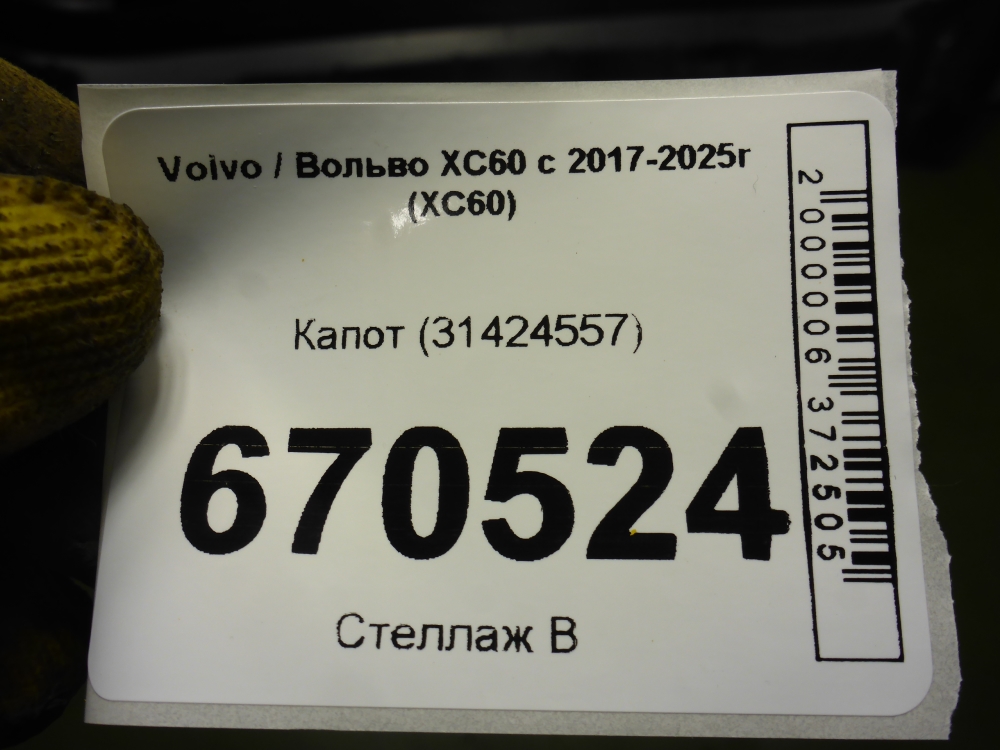 Volvo / Вольво XC60 с 2017-2025г
(XC60)
Капот (31424557)
670524
Стеллаж В
2000006372505